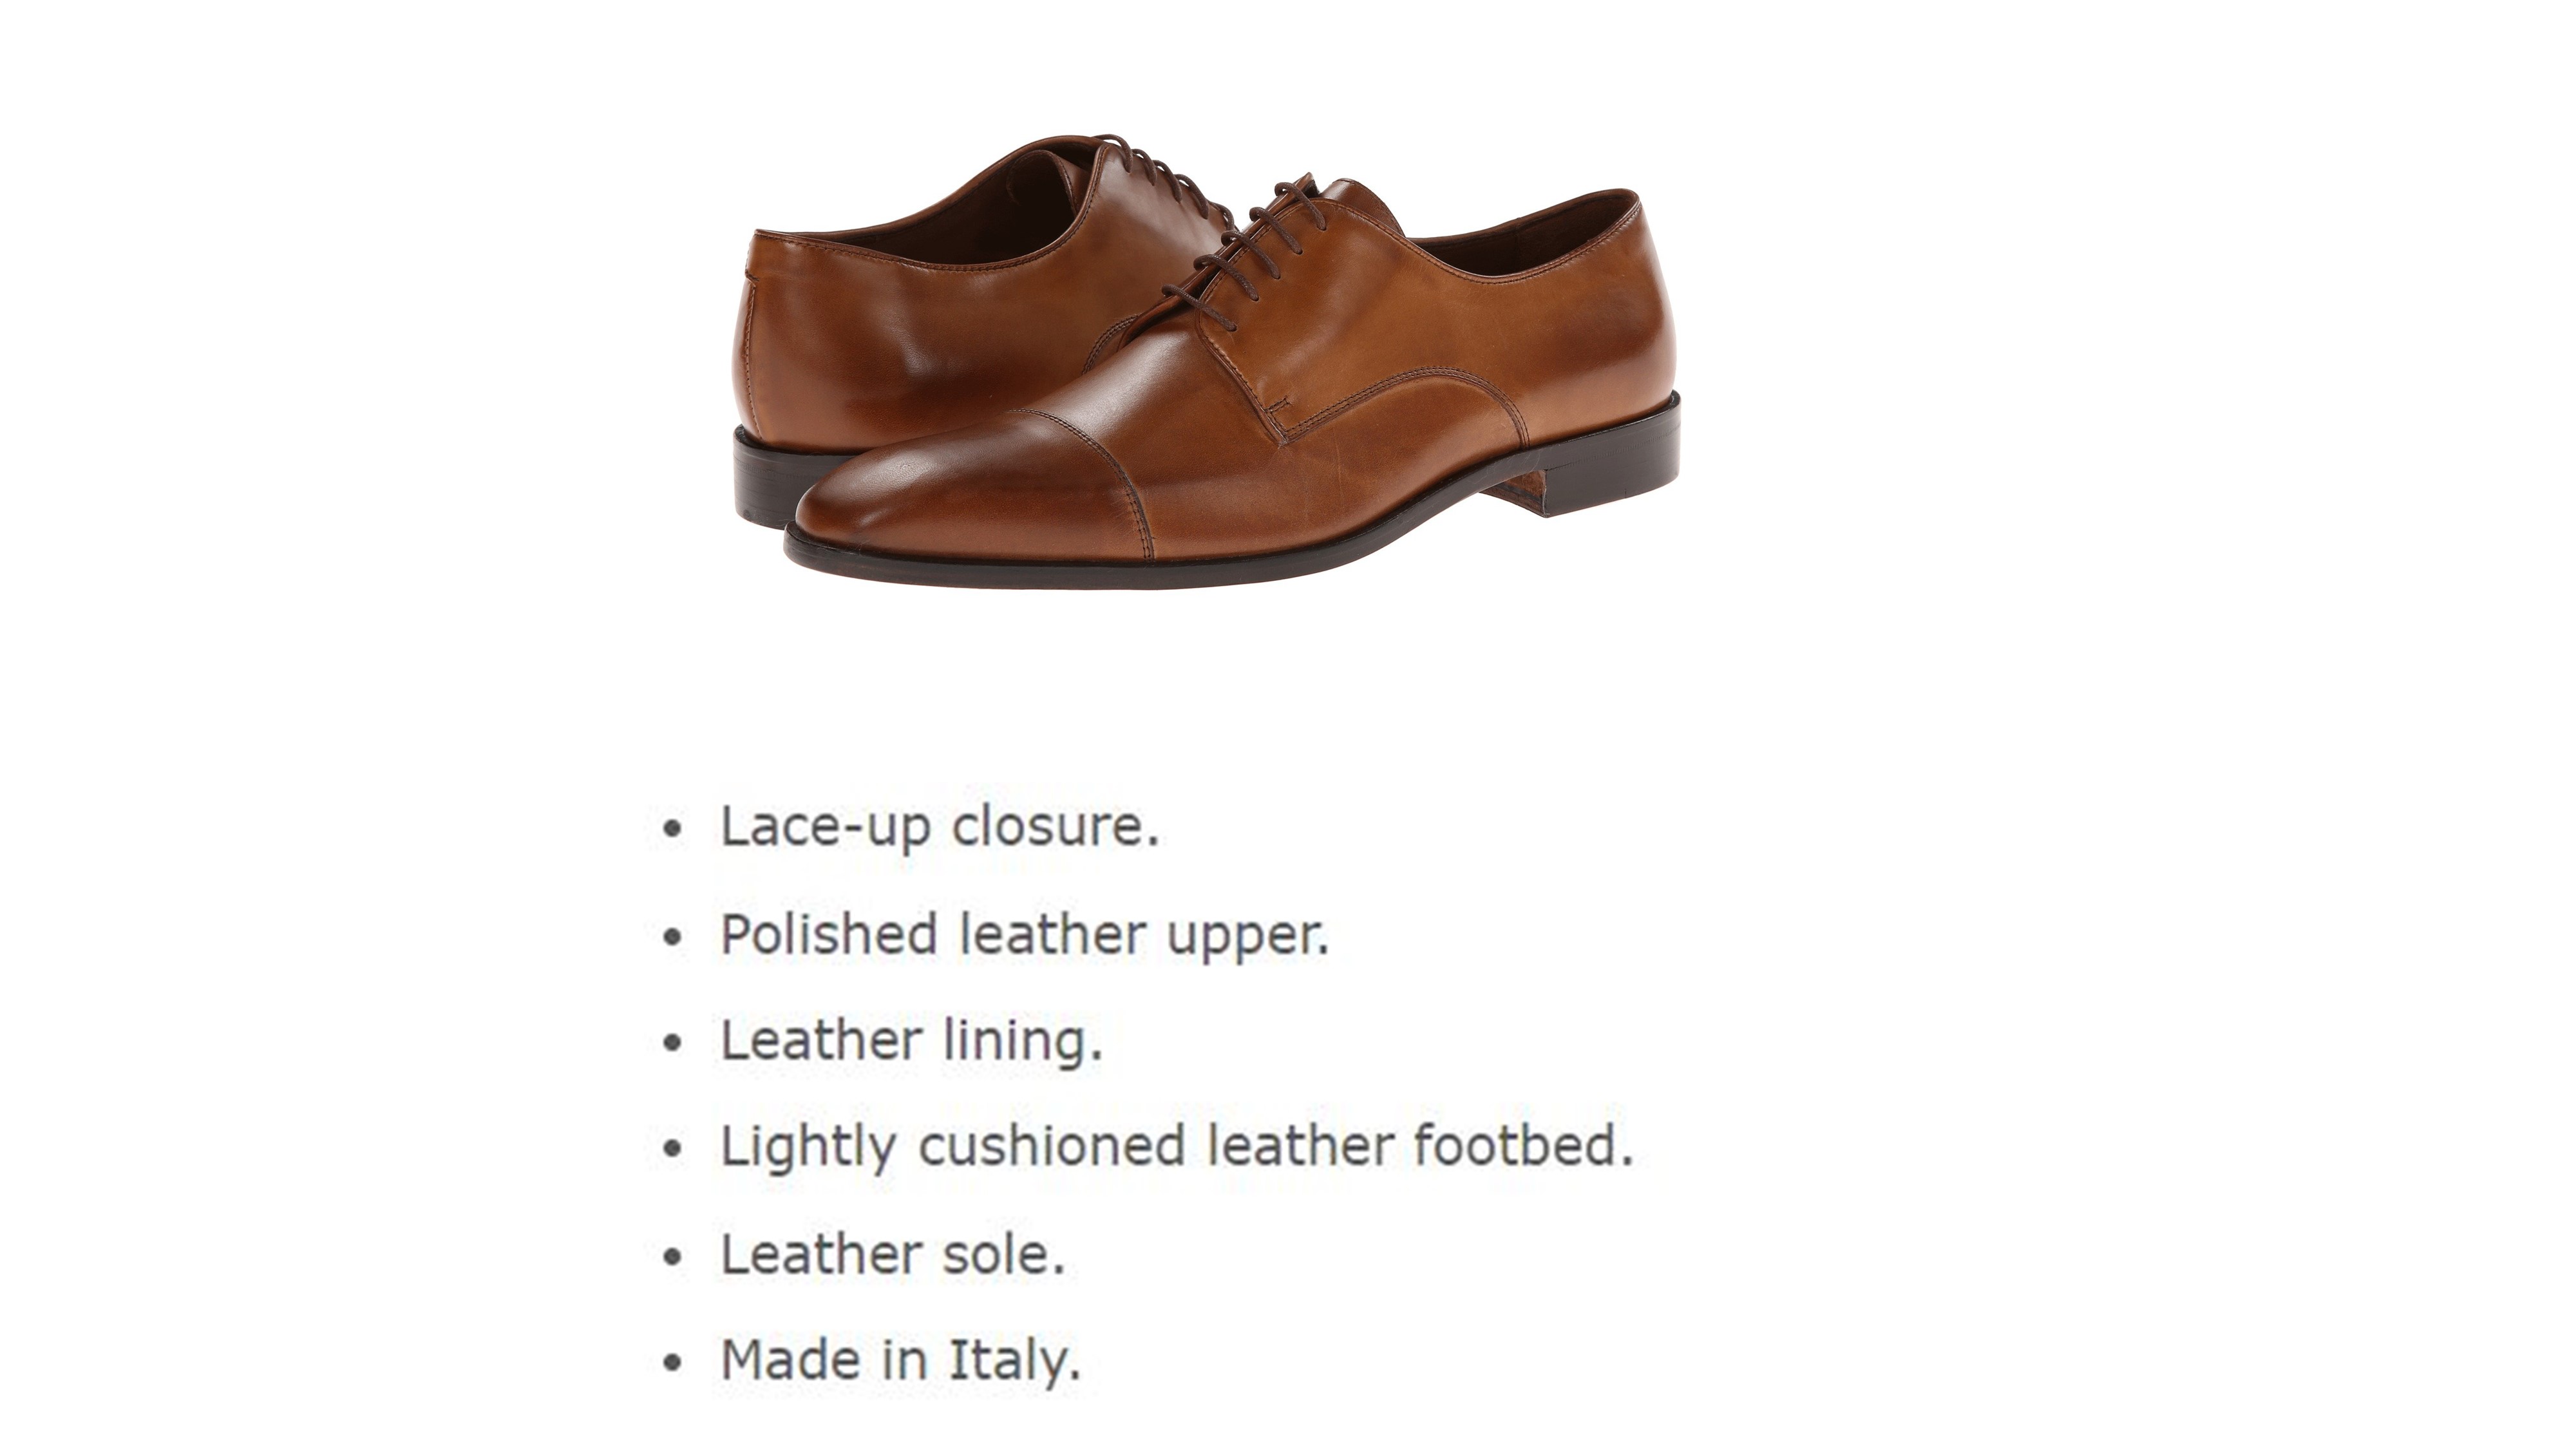 Lace-up closure.
Polished leather upper.
Leather lining.
Lightly cushioned leather footbed.
Leather sole.
Made in Italy.